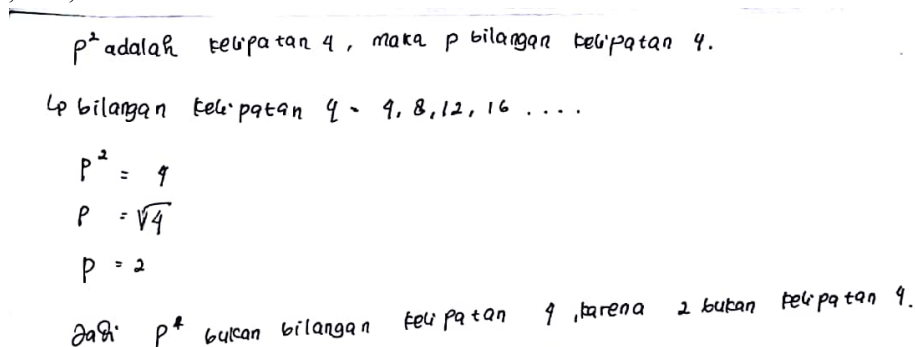 p² adalah kelipatan 4, maka p bilangan kelipatan 4.
↳ bilangan kelipatan 4 = 4, 8, 12, 16 ....
p² = 4
p = √4
p = 2
Jadi p² bukan bilangan kelipatan 4, karena 2 bukan kelipatan 4.